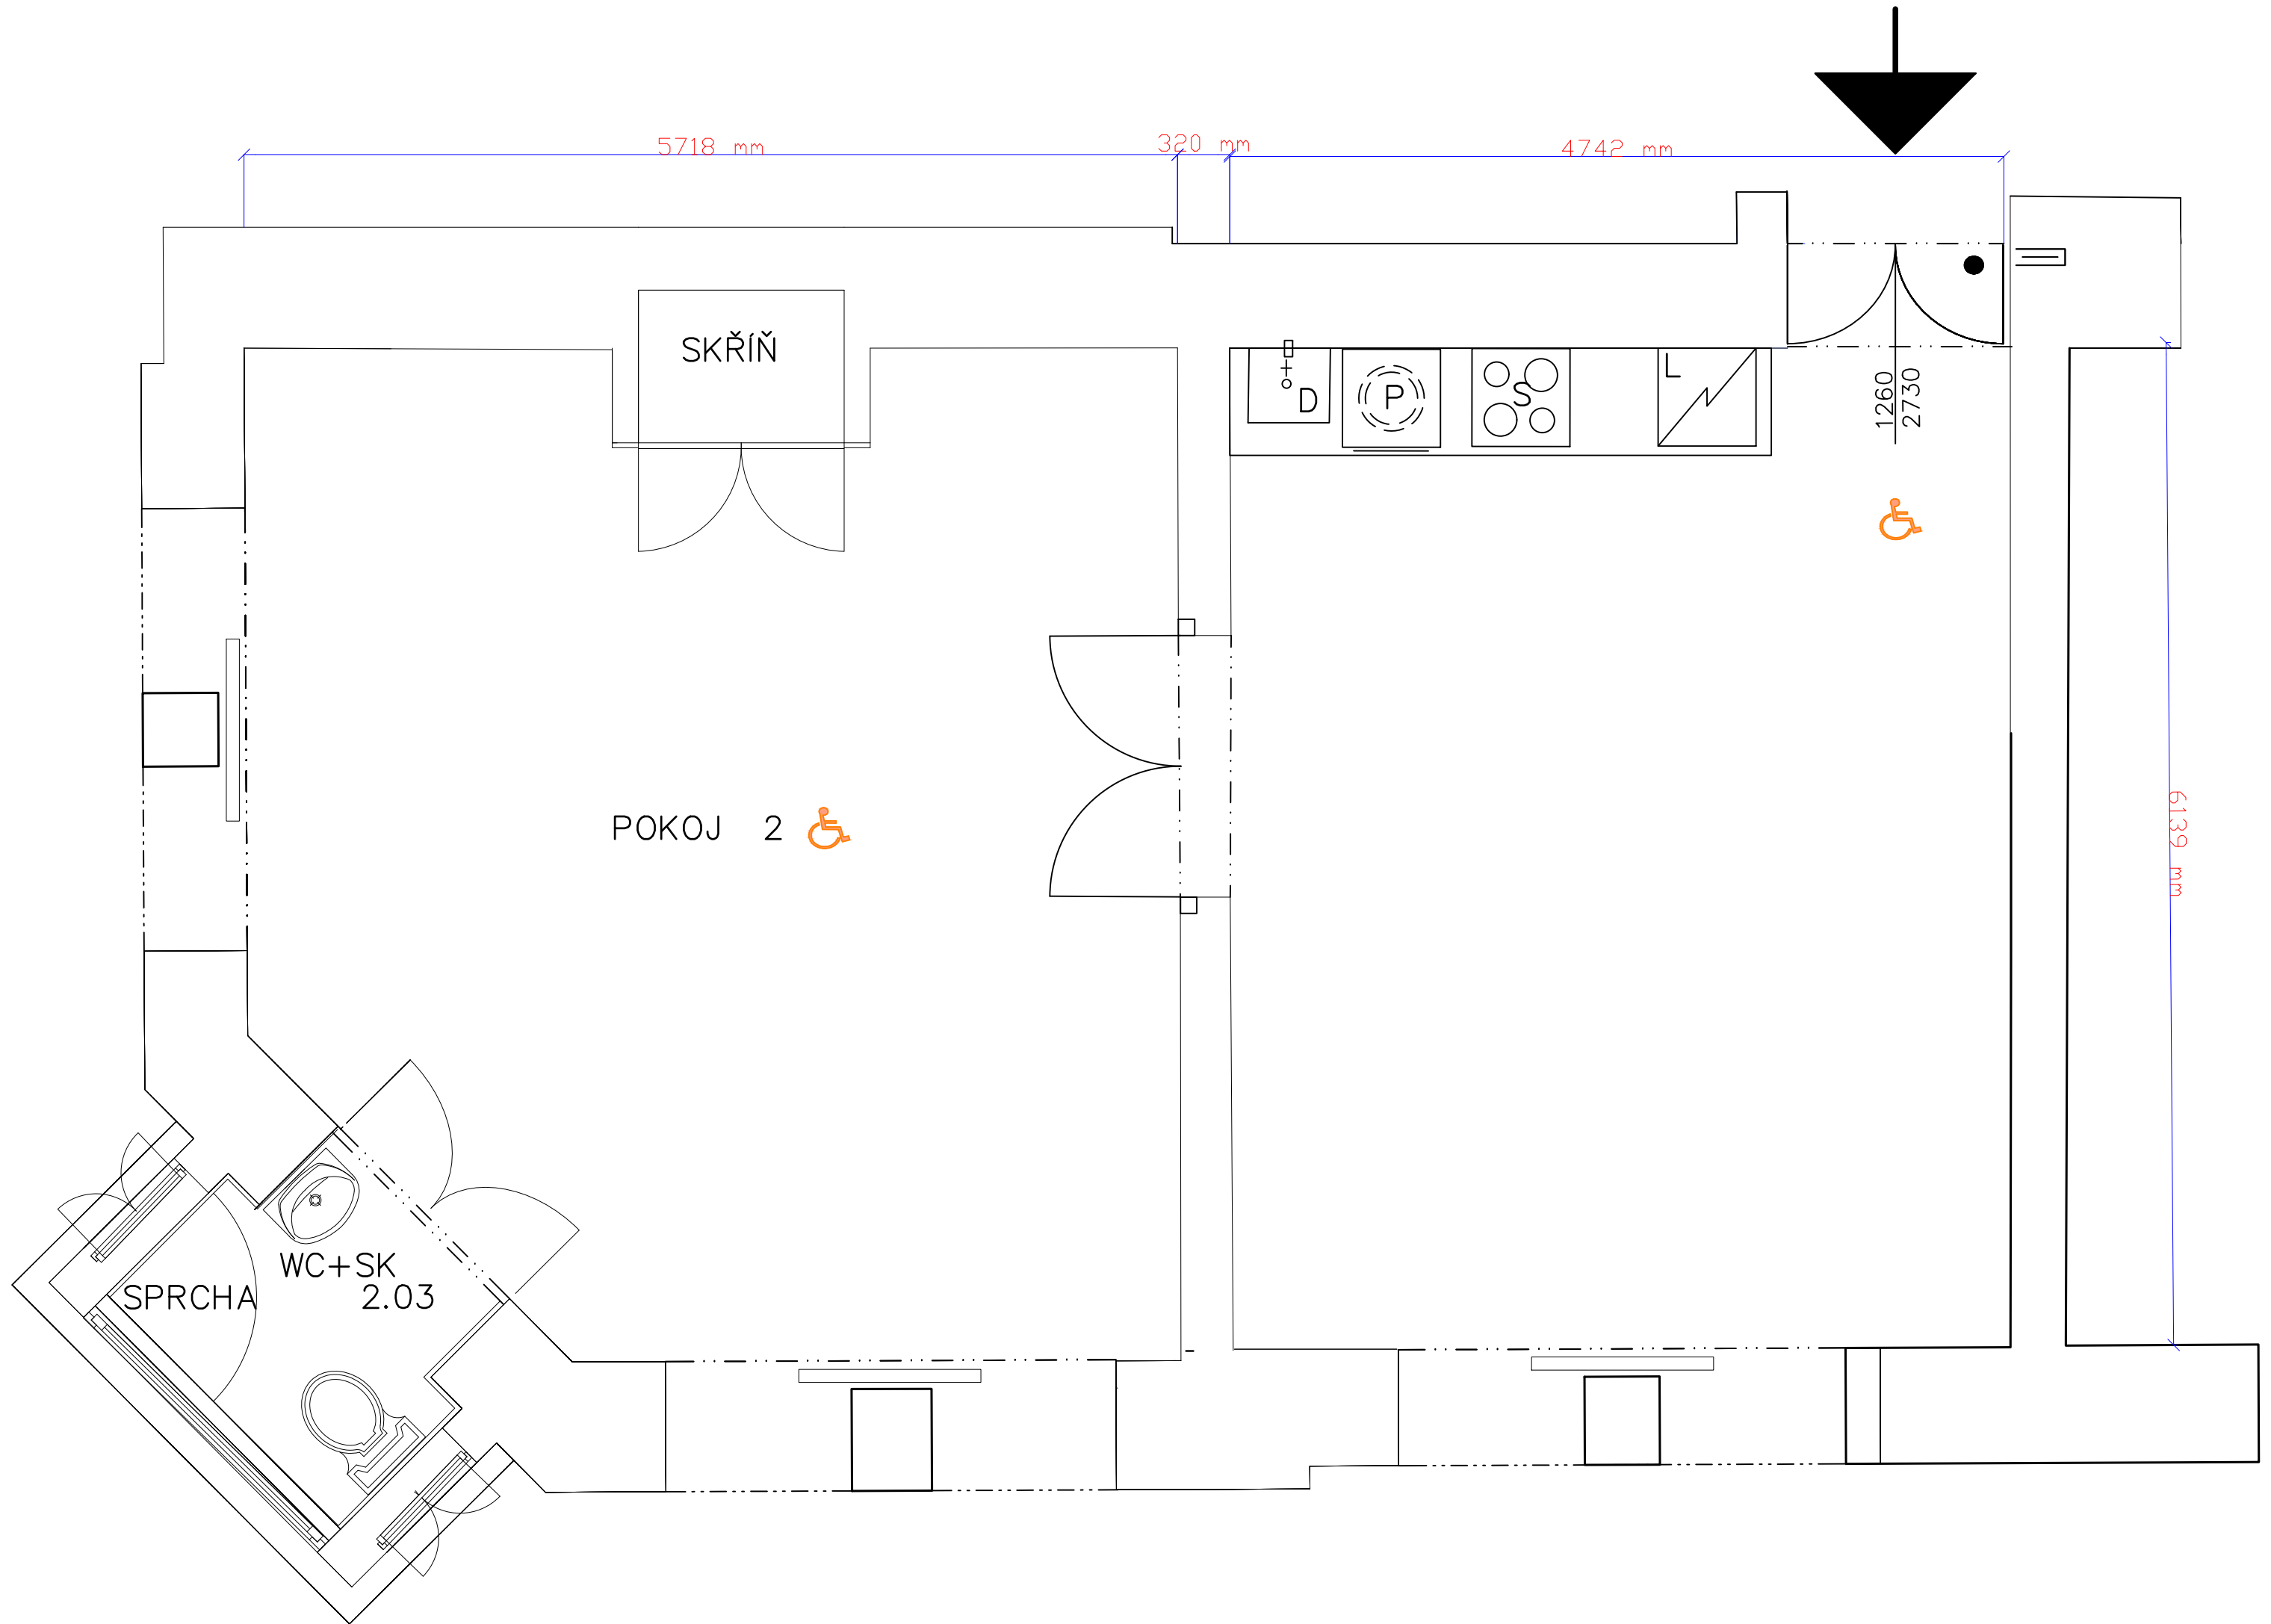 5718 mm
320 mm
4742 mm
SKŘÍŇ
D
P
S
L
1260
2730
POKOJ 2
6139 mm
WC+SK
2.03
SPRCHA